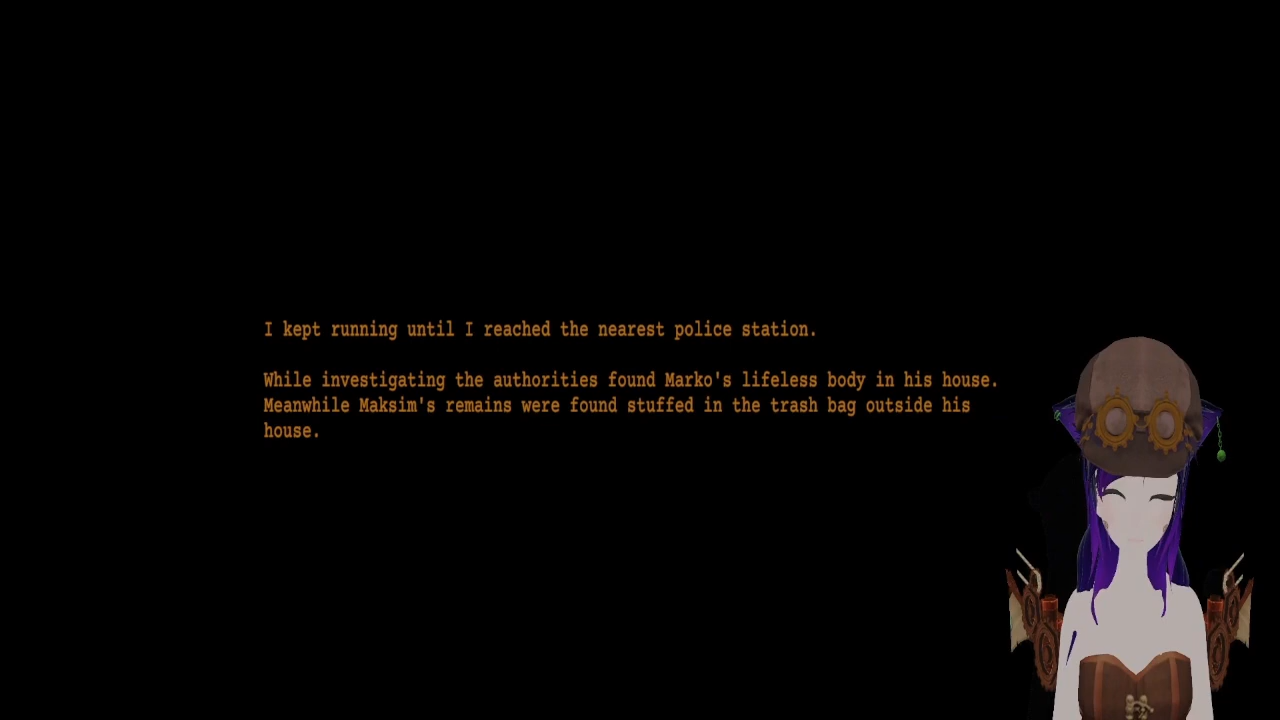 I kept running until I reached the nearest police station.
While investigating the authorities found Marko's lifeless body in his house.
Meanwhile Maksim's remains were found stuffed in the trash bag outside his
house.